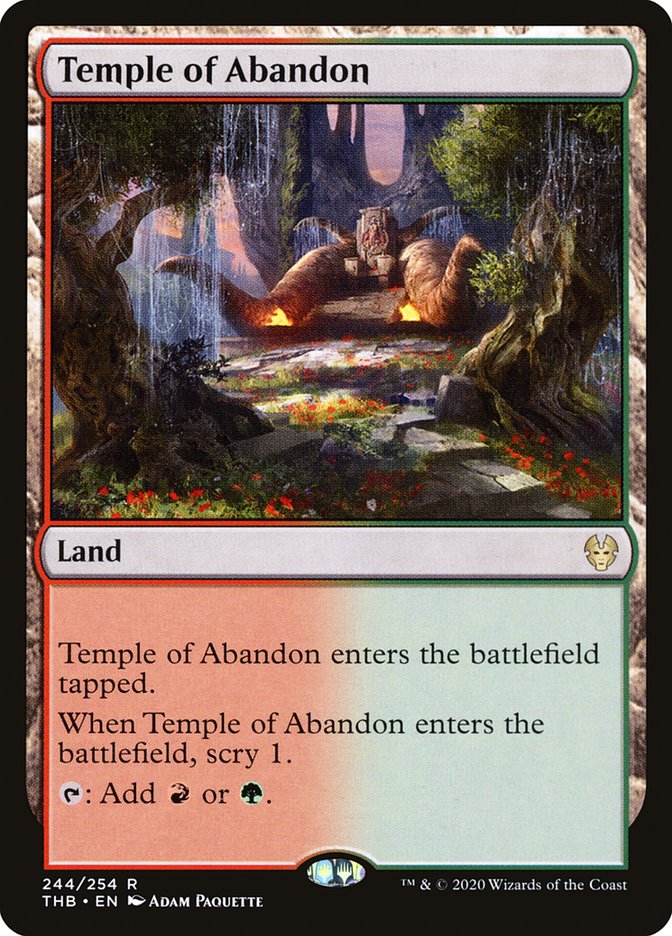 Temple of Abandon
Land
Temple of Abandon enters the battlefield
tapped.
When Temple of Abandon enters the
battlefield, scry 1.
: Add or .
244/254 R
THB • EN Adam Paquette
™ & © 2020 Wizards of the Coast